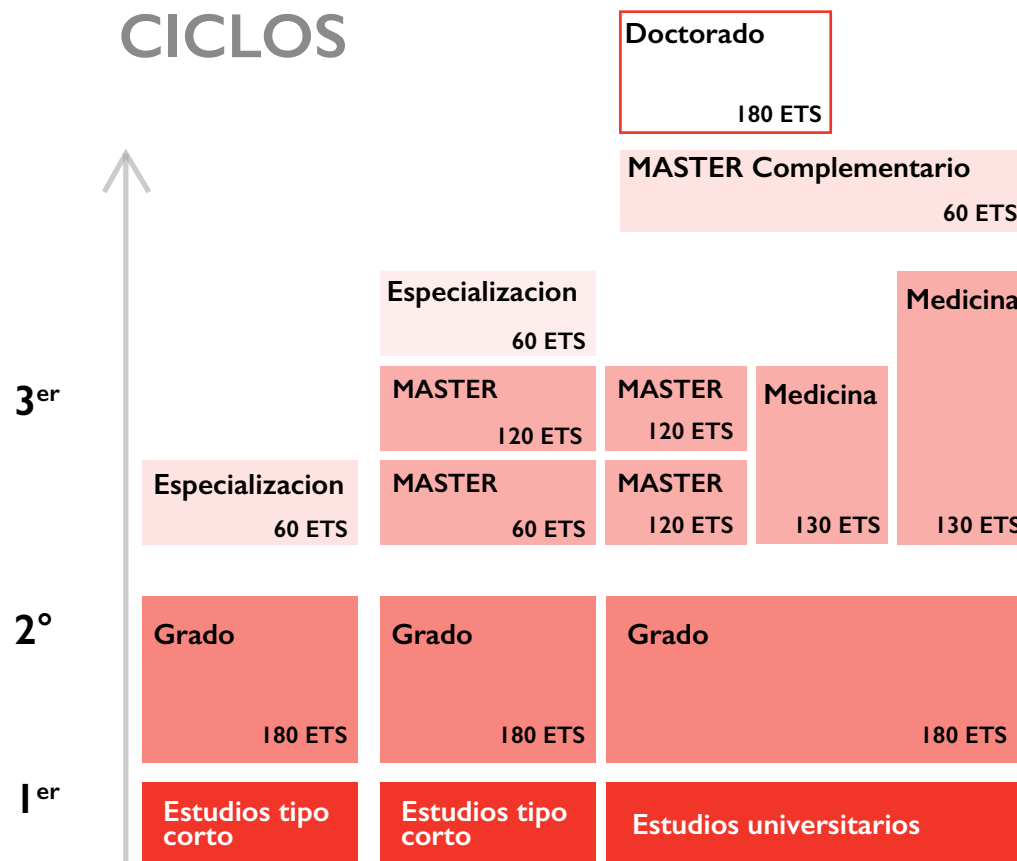 CICLOS
Doctorado
180 ETS
MASTER Complementario
60 ETS
Especializacion
60 ETS
Medicina
130 ETS
3er
MASTER
120 ETS
MASTER
120 ETS
Medicina
130 ETS
Especializacion
60 ETS
MASTER
60 ETS
MASTER
120 ETS
2°
Grado
180 ETS
Grado
180 ETS
Grado
180 ETS
1er
Estudios tipo
corto
Estudios tipo
corto
Estudios universitarios